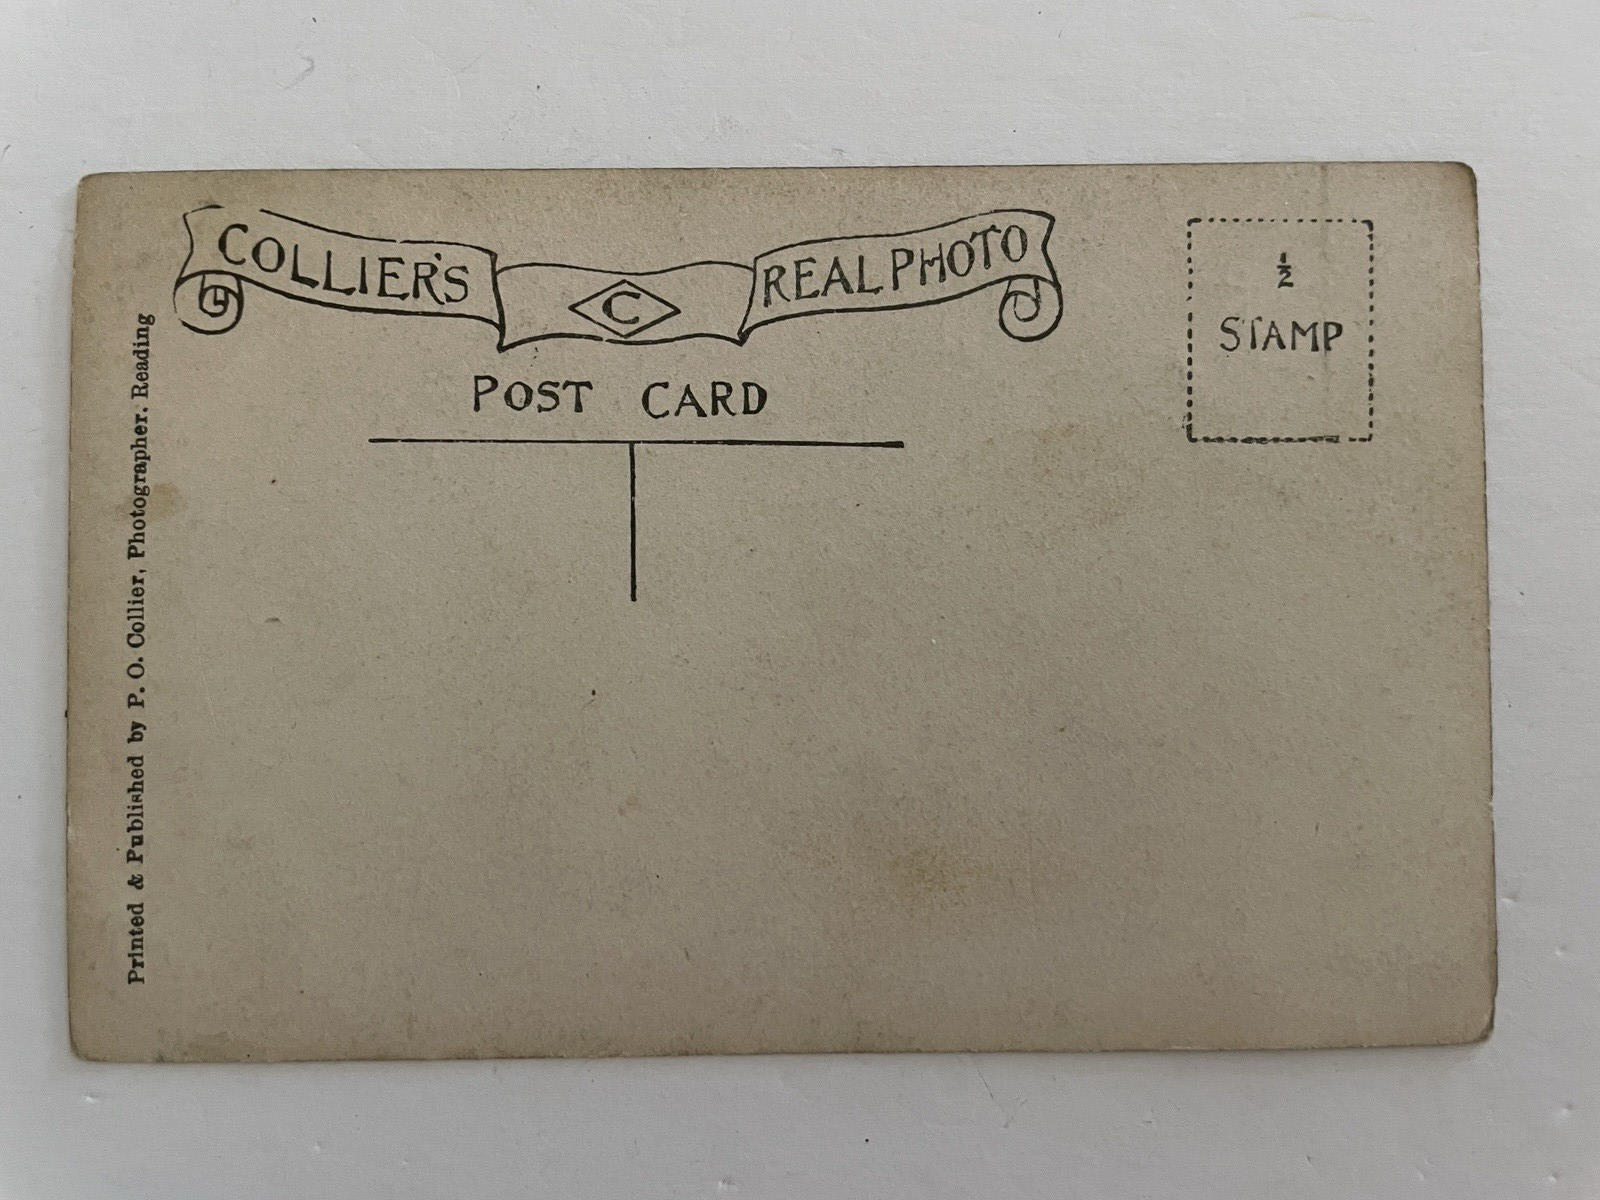 COLLIER'S C REAL PHOTO
POST CARD
½
STAMP
Printed & Published by P. O. Collier, Photographer. Reading